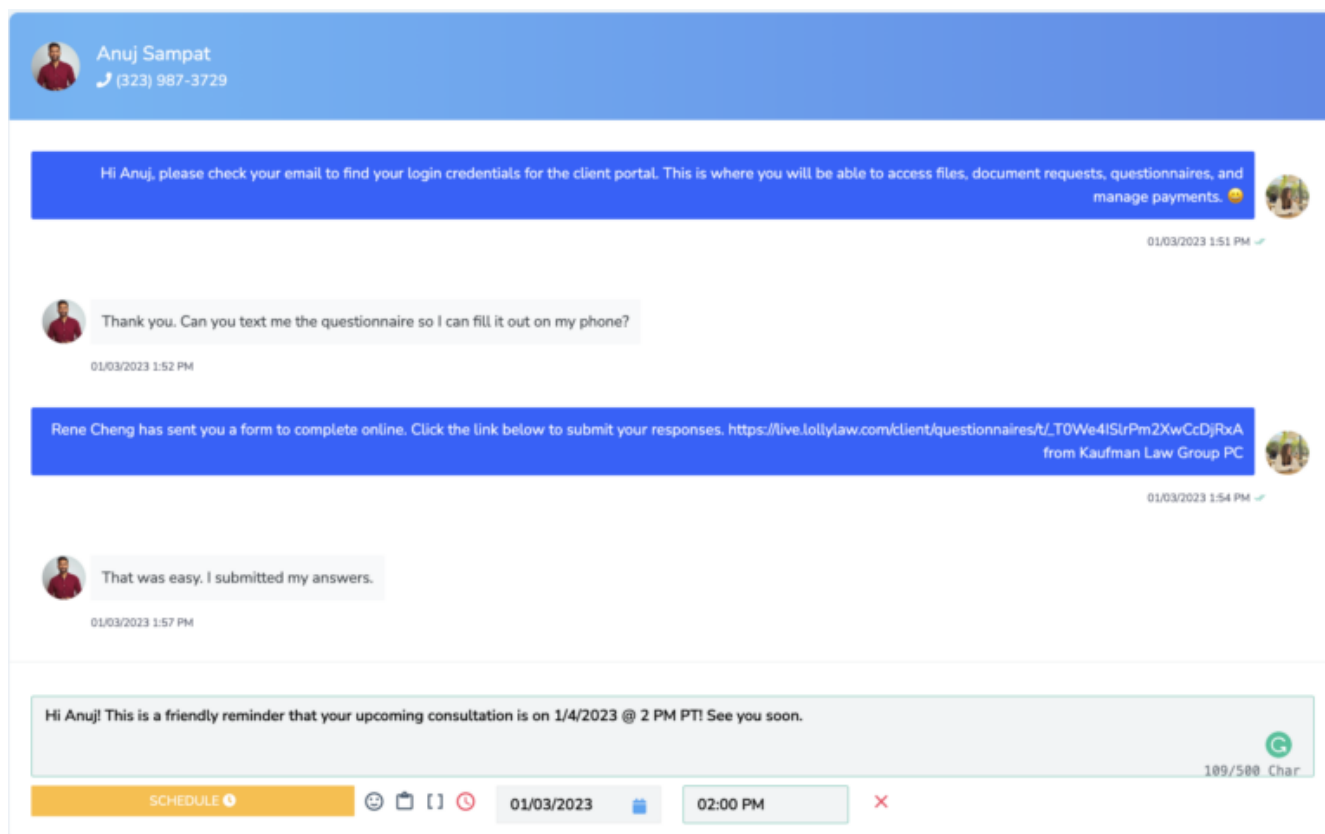 Anuj Sampat
(323) 987-3729
Hi Anuj, please check your email to find your login credentials for the client portal. This is where you will be able to access files, document requests, questionnaires, and
manage payments. 😀
01/03/2023 1:51 PM
Thank you. Can you text me the questionnaire so I can fill it out on my phone?
01/03/2023 1:52 PM
Rene Cheng has sent you a form to complete online. Click the link below to submit your responses. https://live.lollylaw.com/client/questionnaires/t/_T0We4ISlrPm2XwCcDjRxA
from Kaufman Law Group PC
01/03/2023 1:54 PM
That was easy. I submitted my answers.
01/03/2023 1:57 PM
Hi Anuj! This is a friendly reminder that your upcoming consultation is on 1/4/2023 @ 2 PM PT! See you soon.
109/500 Char
SCHEDULE
[ ]
01/03/2023
02:00 PM